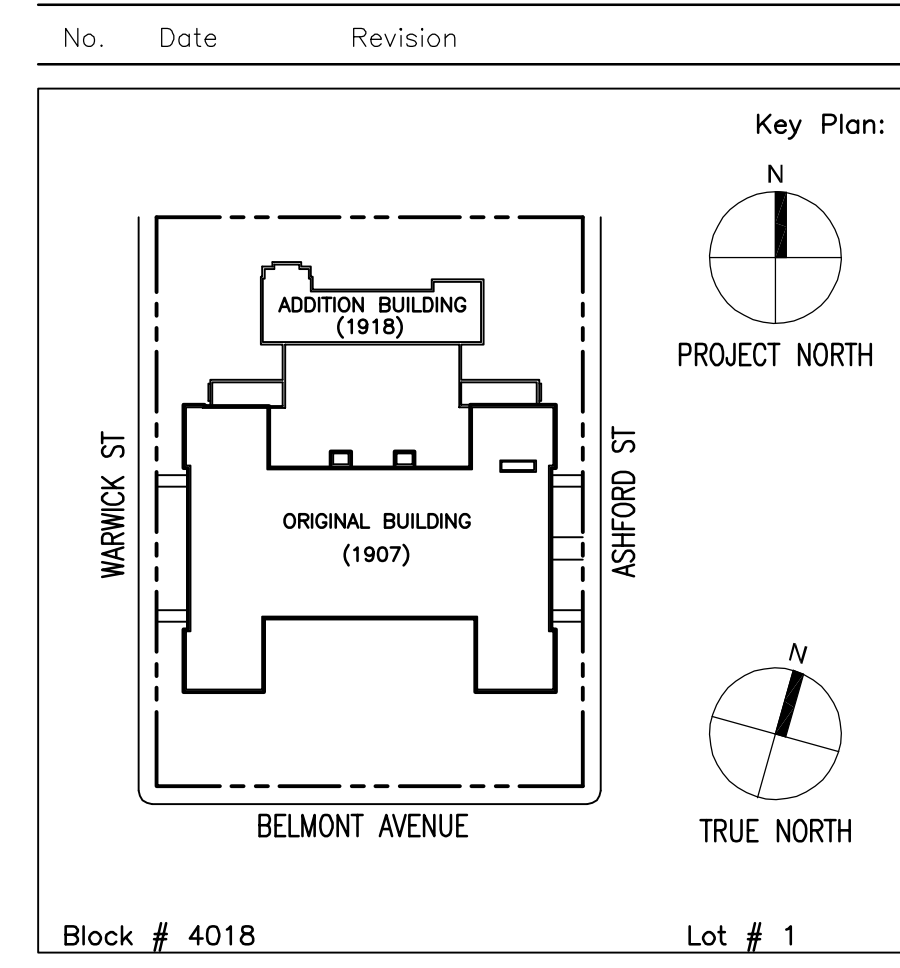 No. Date Revision
Key Plan:
N
PROJECT NORTH
ADDITION BUILDING
(1918)
WARWICK ST
ASHFORD ST
ORIGINAL BUILDING
(1907)
N
TRUE NORTH
BELMONT AVENUE
Block # 4018 Lot # 1